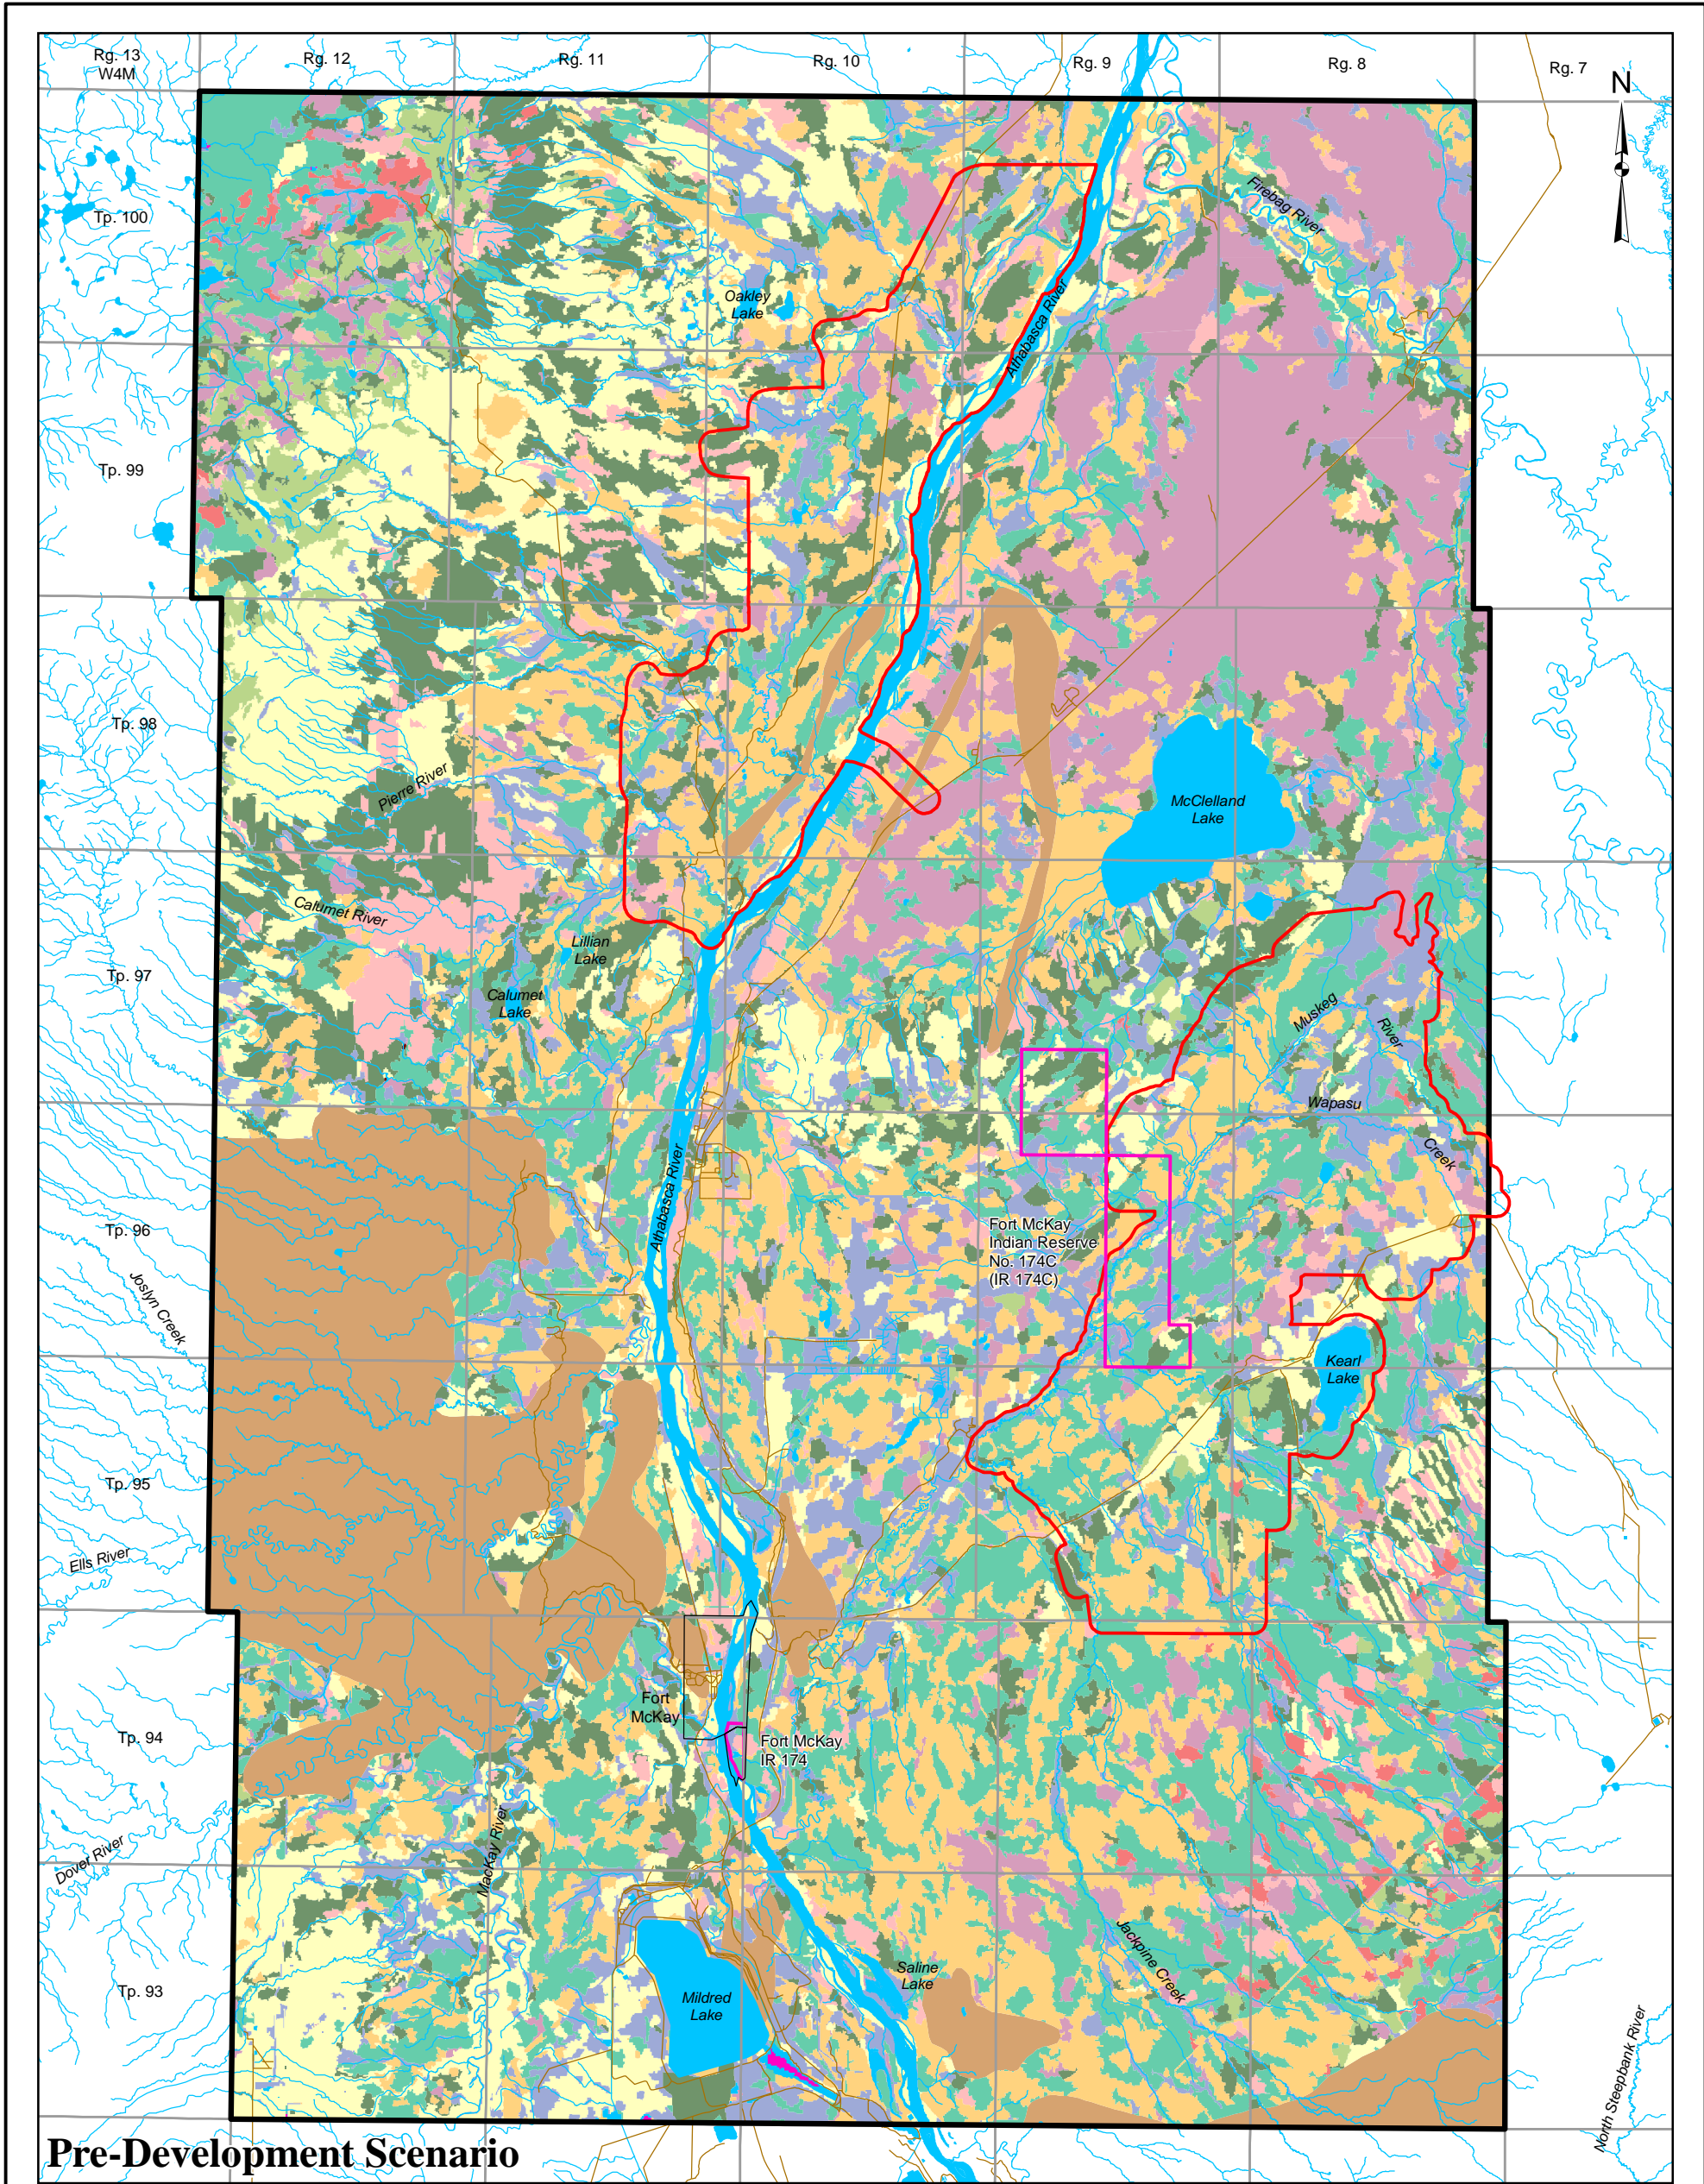 Rg. 13
W4M
Rg. 12
Rg. 11
Rg. 10
Rg. 9
Rg. 8
Rg. 7
N
Tp. 100
Firebag River
Oakley
Lake
Athabasca River
Tp. 99
Tp. 98
Pierre River
McClelland
Lake
Calumet River
Lillian
Lake
Tp. 97
Calumet
Lake
Muskeg
River
Wapasu
Creek
Athabasca River
Tp. 96
Fort McKay
Indian Reserve
No. 174C
(IR 174C)
Joslyn Creek
Kearl
Lake
Tp. 95
Ells River
Fort
McKay
Tp. 94
Fort McKay
IR 174
MacKay River
Dover River
Jackpine Creek
Saline
Lake
Tp. 93
Mildred
Lake
North Steepbank River
Pre-Development Scenario